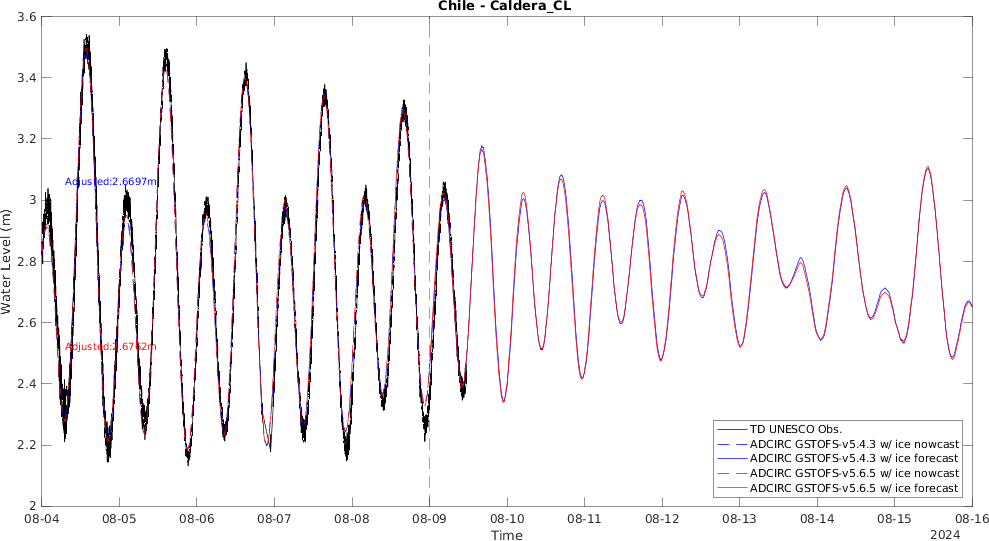 Chile - Caldera_CL
3.6
3.4
3.2
3
2.8
2.6
2.4
2.2
2
Water Level (m)
Adjusted:2.6697m
Adjusted:2.6762m
TD UNESCO Obs.
ADCIRC GSTOFS-v5.4.3 w/ ice nowcast
ADCIRC GSTOFS-v5.4.3 w/ ice forecast
ADCIRC GSTOFS-v5.6.5 w/ ice nowcast
ADCIRC GSTOFS-v5.6.5 w/ ice forecast
08-04 08-05 08-06 08-07 08-08 08-09 08-10 08-11 08-12 08-13 08-14 08-15 08-16
Time
2024